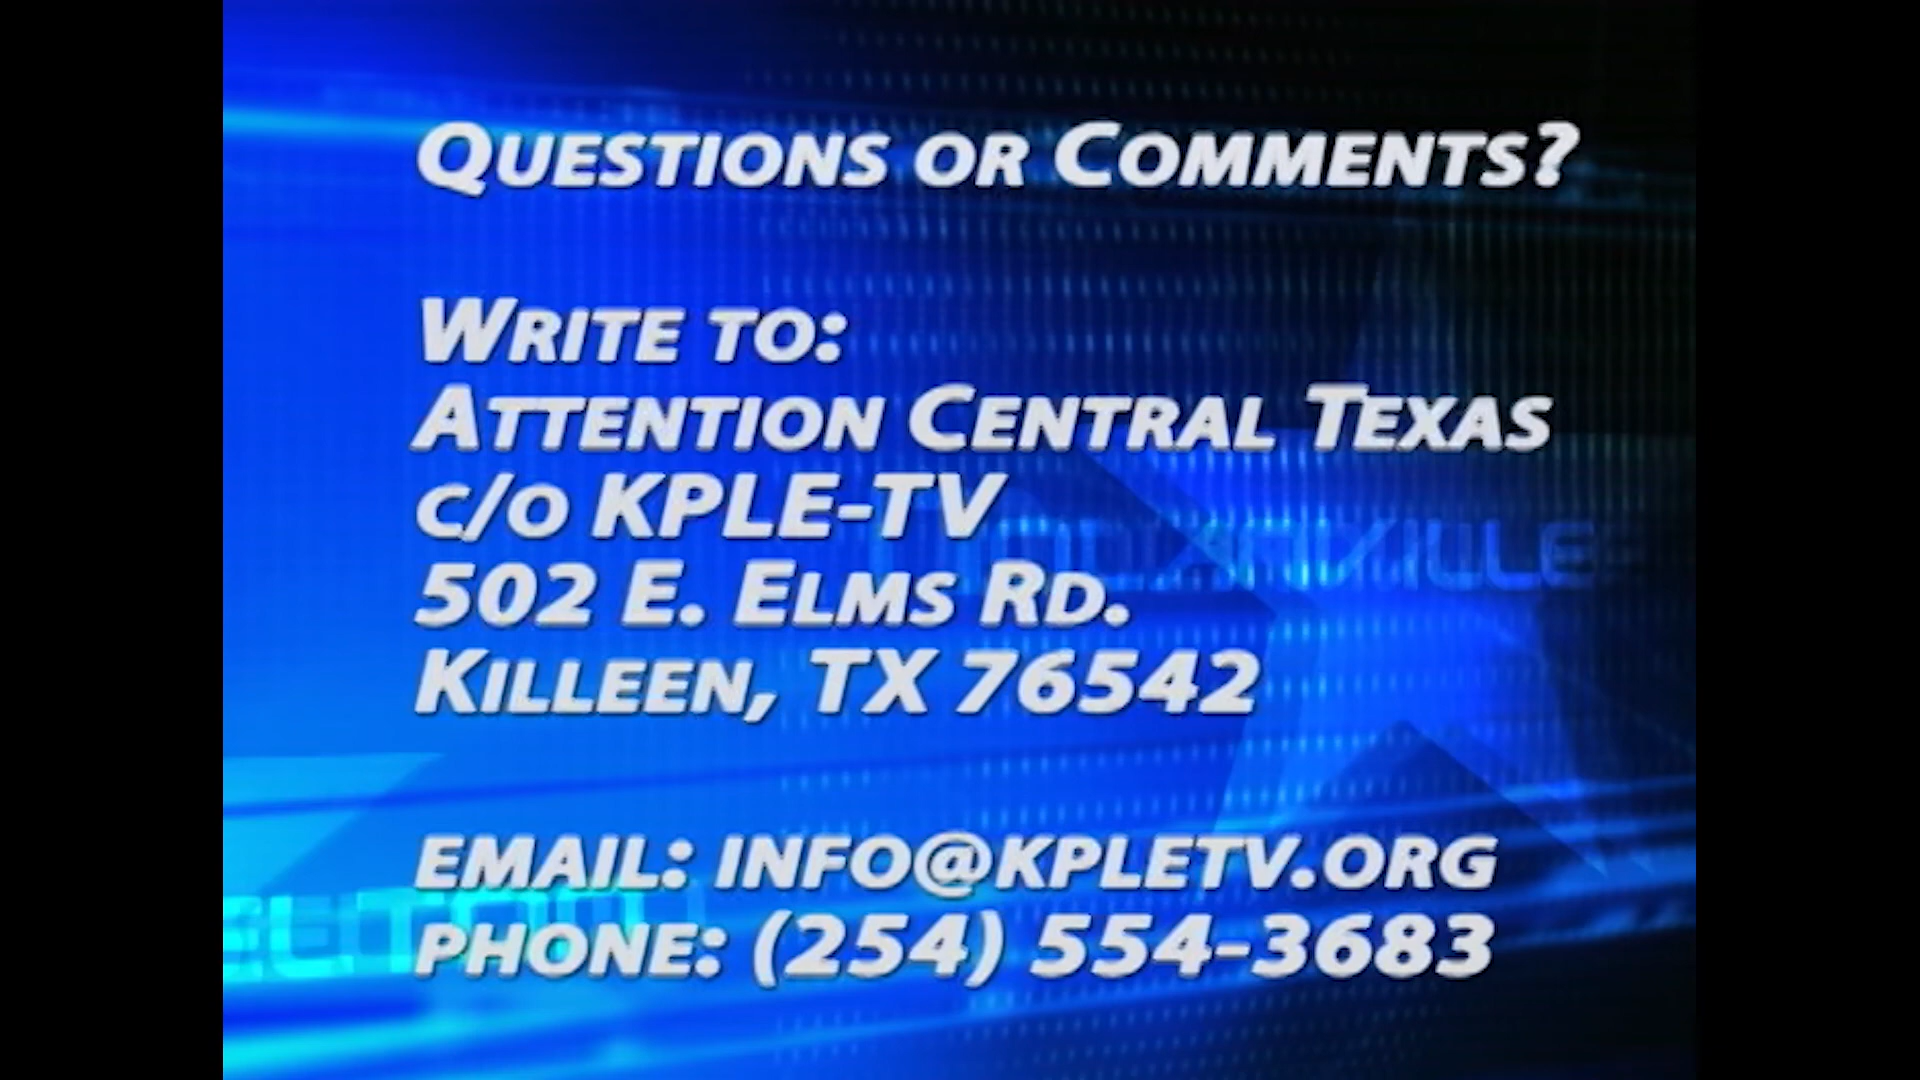 QUESTIONS OR COMMENTS?
WRITE TO:
ATTENTION CENTRAL TEXAS
C/O KPLE-TV
502 E. ELMS RD.
KILLEEN, TX 76542
EMAIL: INFO@KPLETV.ORG
PHONE: (254) 554-3683